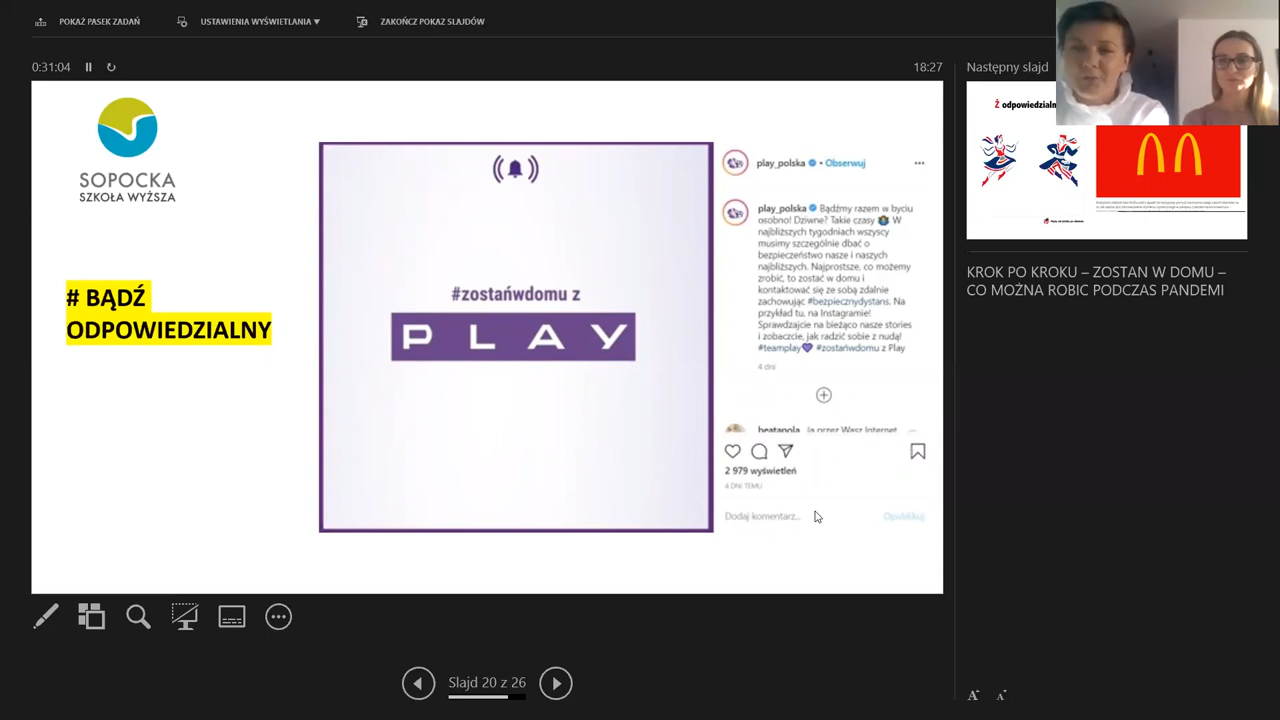 POKAŻ PASEK ZADAŃ
USTAWIENIA WYŚWIETLANIA ▼
ZAKOŃCZ POKAZ SLAJDÓW
0:31:04
18:27
Następny slajd
SOPOCKA
SZKOŁA WYŻSZA
# BĄDŹ
ODPOWIEDZIALNY
#zostańwdomu z
PLAY
play_polska • Obserwuj
play_polska Bądźmy razem w byciu
osobno! Dziwne? Takie czasy W
najbliższych tygodniach wszyscy
musimy szczególnie dbać o
bezpieczeństwo nasze i naszych
najbliższych. Najprostsze, co możemy
zrobić, to zostać w domu i
kontaktować się ze sobą zdalnie
zachowując #bezpiecznydystans. Na
przykład tu, na Instagramie!
Sprawdzajcie na bieżąco nasze stories
i zobaczcie, jak radzić sobie z nudą!
#teamplay💜 #zostańwdomu z Play
4 dni
beatapola ja przez Wasz Internet
2 979 wyświetleń
4 DNI TEMU
Dodaj komentarz...
Opublikuj
Ż odpowiedzialn
KROK PO KROKU – ZOSTAN W DOMU –
CO MOŻNA ROBIC PODCZAS PANDEMI
Slajd 20 z 26
A A